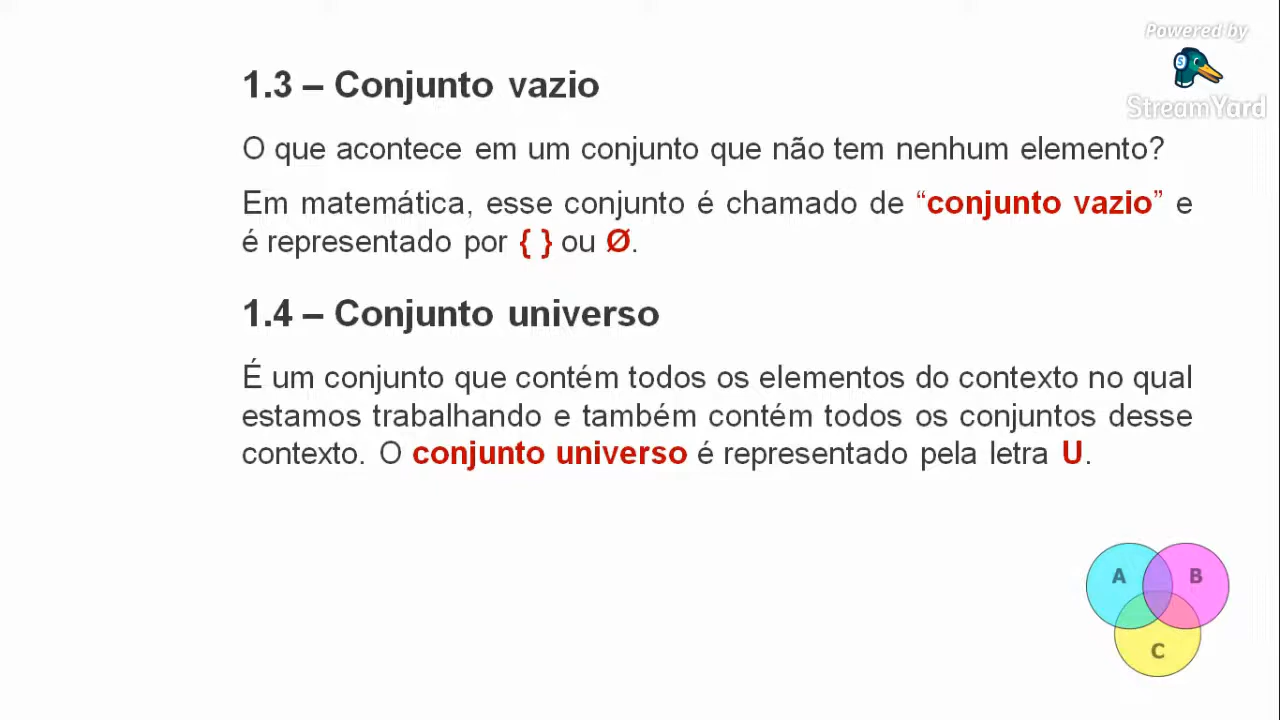 Powered by
StreamYard
1.3 – Conjunto vazio
O que acontece em um conjunto que não tem nenhum elemento?
Em matemática, esse conjunto é chamado de “conjunto vazio” e
é representado por { } ou Ø.
1.4 – Conjunto universo
É um conjunto que contém todos os elementos do contexto no qual
estamos trabalhando e também contém todos os conjuntos desse
contexto. O conjunto universo é representado pela letra U.
A B
C